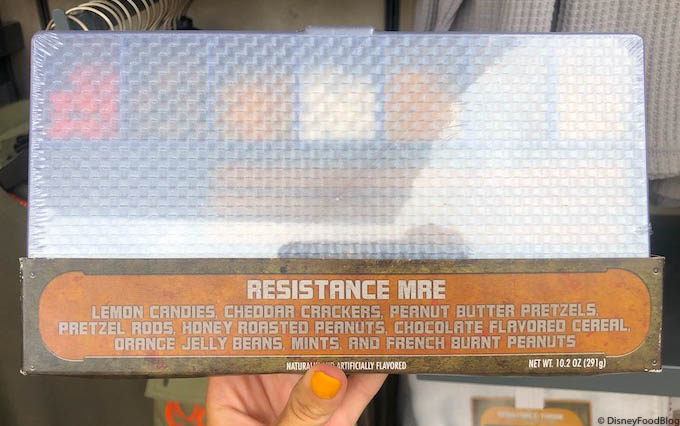 RESISTANCE MRE
LEMON CANDIES, CHEDDAR CRACKERS, PEANUT BUTTER PRETZELS,
PRETZEL RODS, HONEY ROASTED PEANUTS, CHOCOLATE FLAVORED CEREAL,
ORANGE JELLY BEANS, MINTS, AND FRENCH BURNT PEANUTS
ARTIFICIALLY FLAVORED
NET WT. 10.2 OZ (291g)
© DisneyFoodBlog